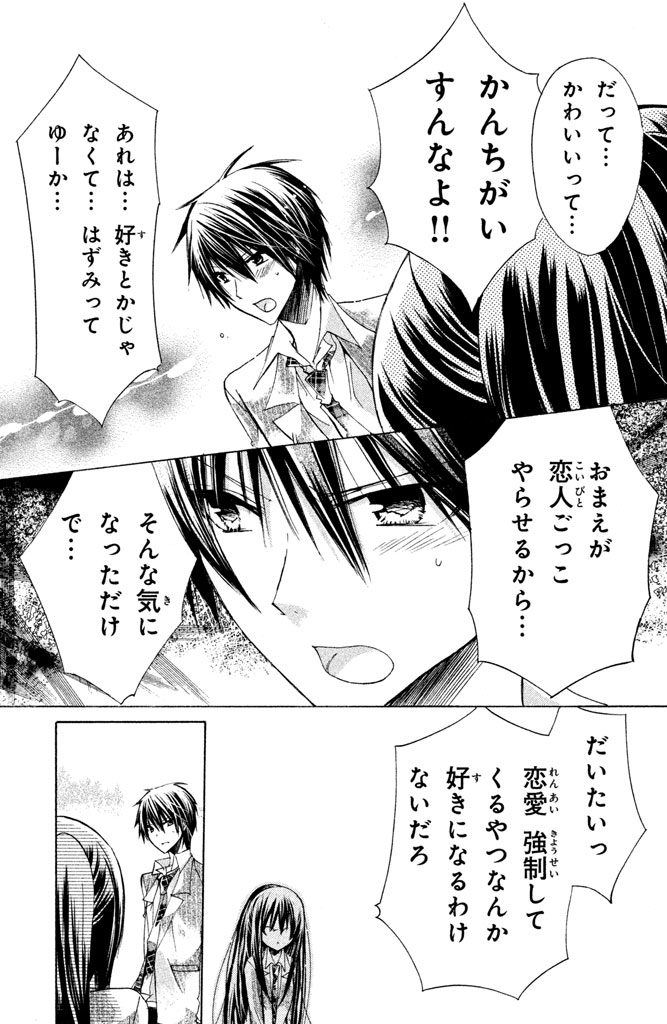 だって…
かわいいって…
かんちがい
すんなよ!!
あれは… 好きとかじゃ
なくて… はずみって
ゆーか…
おまえが
恋人ごっこ
やらせるから…
そんな気に
なっただけ
で…
だいたいっ
恋愛 強制して
くるやつなんか
好きになるわけ
ないだろ